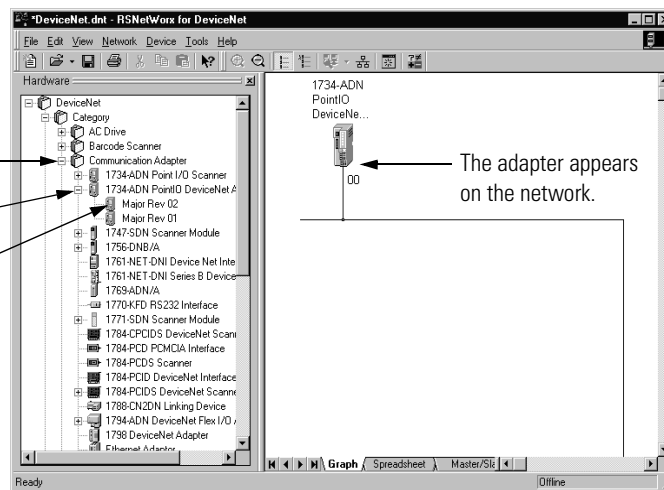 *DeviceNet.dnt - RSNetWorx for DeviceNet
File Edit View Network Device Tools Help
Hardware
DeviceNet
Category
AC Drive
Barcode Scanner
Communication Adapter
1734-ADN Point I/O Scanner
1734-ADN PointIO DeviceNet A
Major Rev 02
Major Rev 01
1747-SDN Scanner Module
1756-DNB/A
1761-NET-DNI Device Net Inte
1761-NET-DNI Series B Device
1769-ADN/A
1770-KFD RS232 Interface
1771-SDN Scanner Module
1784-CPCIDS DeviceNet Scan
1784-PCD PCMCIA Interface
1784-PCDS Scanner
1784-PCID DeviceNet Interface
1784-PCIDS DeviceNet Scanne
1788-CN2DN Linking Device
1794-ADN DeviceNet Flex I/O
1798 DeviceNet Adapter
Ethernet Adapter
1734-ADN
PointIO
DeviceNe...
00
The adapter appears
on the network.
Graph Spreadsheet Master/Sla
Ready Offline